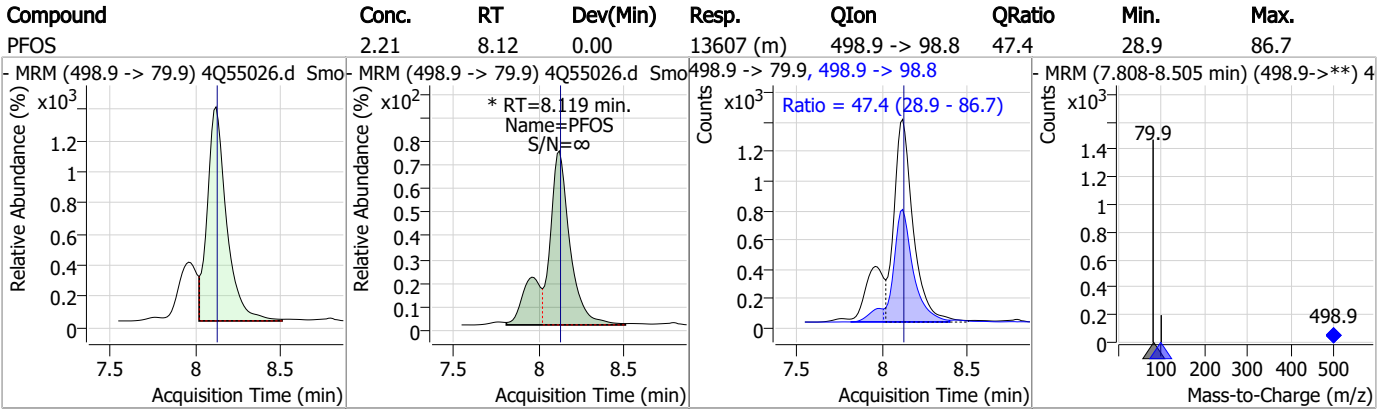 Compound Conc. RT Dev(Min) Resp. QIon QRatio Min. Max.
PFOS 2.21 8.12 0.00 13607 (m) 498.9 -> 98.8 47.4 28.9 86.7
- MRM (498.9 -> 79.9) 4Q55026.d Smo
Relative Abundance (%)
x10³
1.2
1
0.8
0.6
0.4
0.2
0
7.5 8 8.5
Acquisition Time (min)
- MRM (498.9 -> 79.9) 4Q55026.d Smo
Relative Abundance (%)
x10²
* RT=8.119 min.
Name=PFOS
S/N=∞
0.8
0.7
0.6
0.5
0.4
0.3
0.2
0.1
0
7.5 8 8.5
Acquisition Time (min)
498.9 -> 79.9, 498.9 -> 98.8
Counts
x10³
Ratio = 47.4 (28.9 - 86.7)
1.2
1
0.8
0.6
0.4
0.2
0
7.5 8 8.5
Acquisition Time (min)
- MRM (7.808-8.505 min) (498.9->**) 4
Counts
x10³
79.9
1.4
1.2
1
0.8
0.6
0.4
0.2
0
498.9
100 200 300 400 500
Mass-to-Charge (m/z)